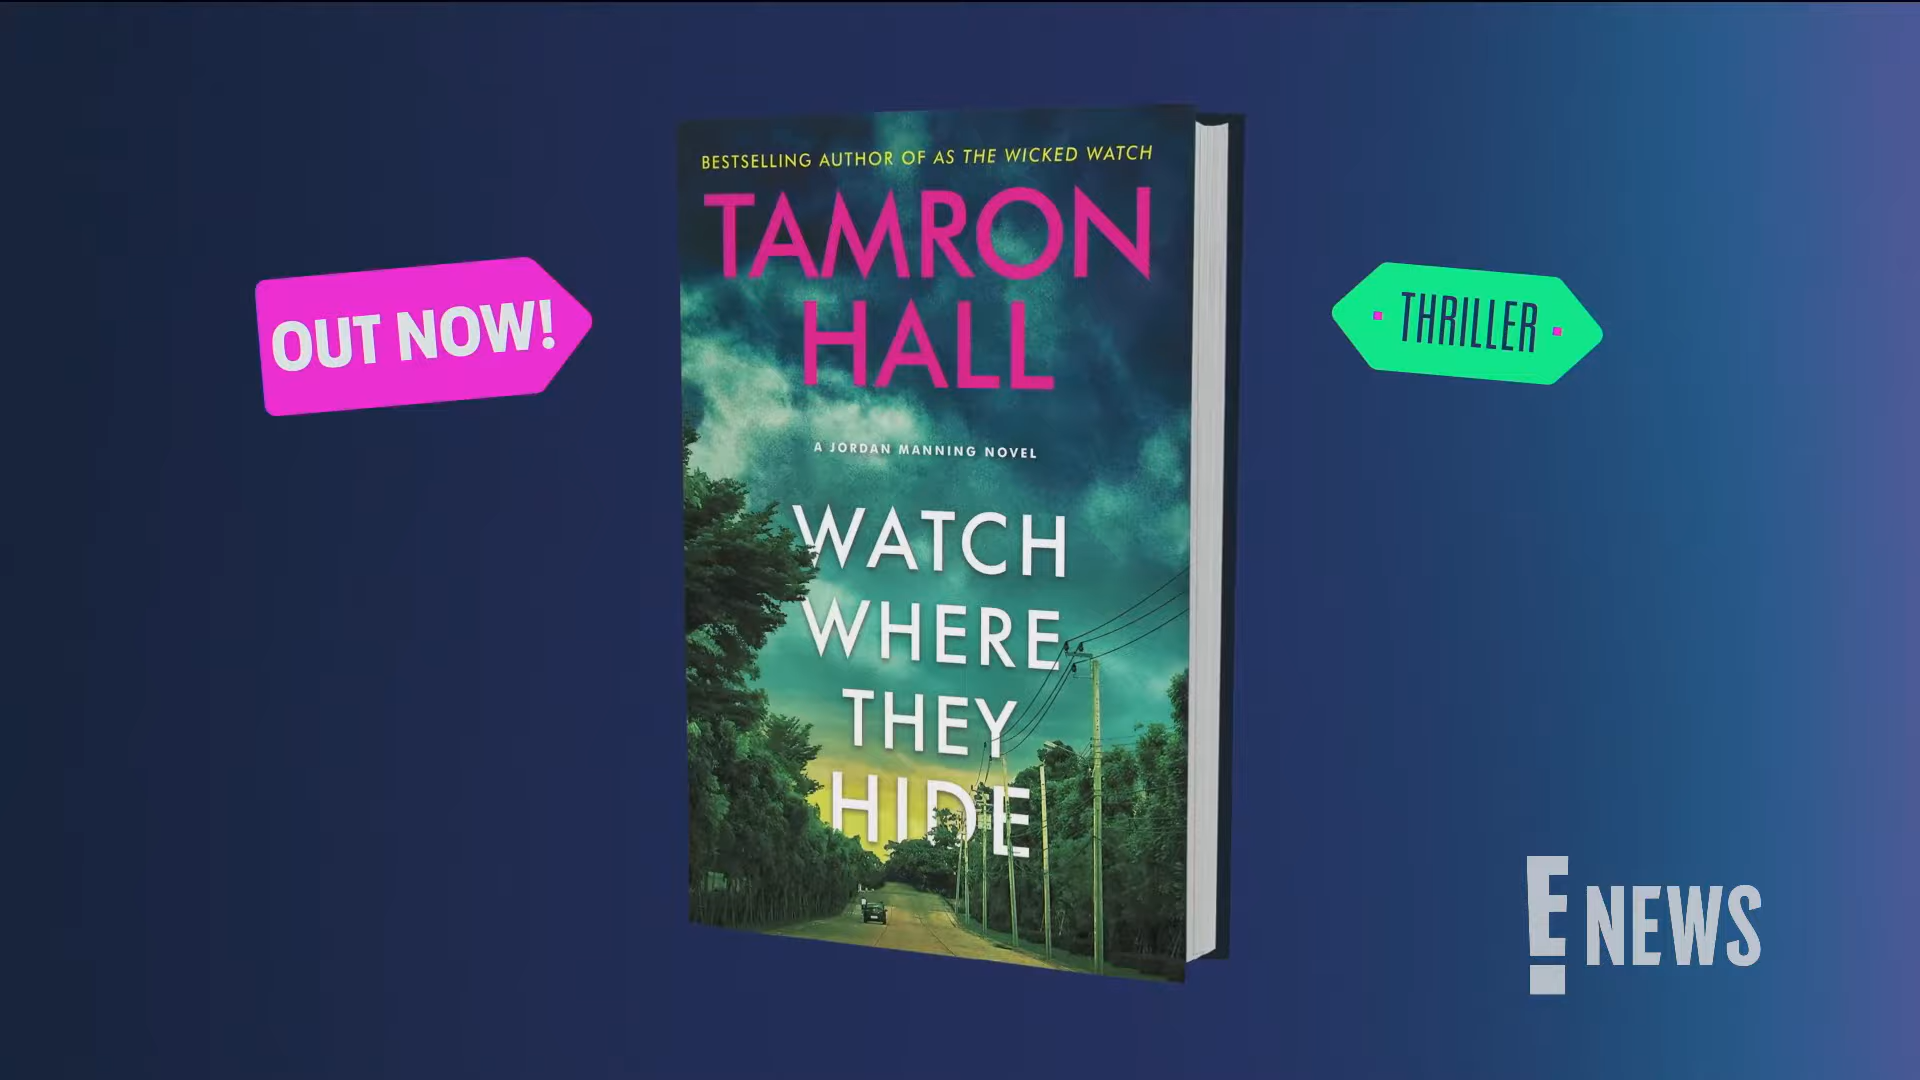 BESTSELLING AUTHOR OF AS THE WICKED WATCH
TAMRON
HALL
OUT NOW!
THRILLER
A JORDAN MANNING NOVEL
WATCH
WHERE
THEY
HIDE
E! NEWS